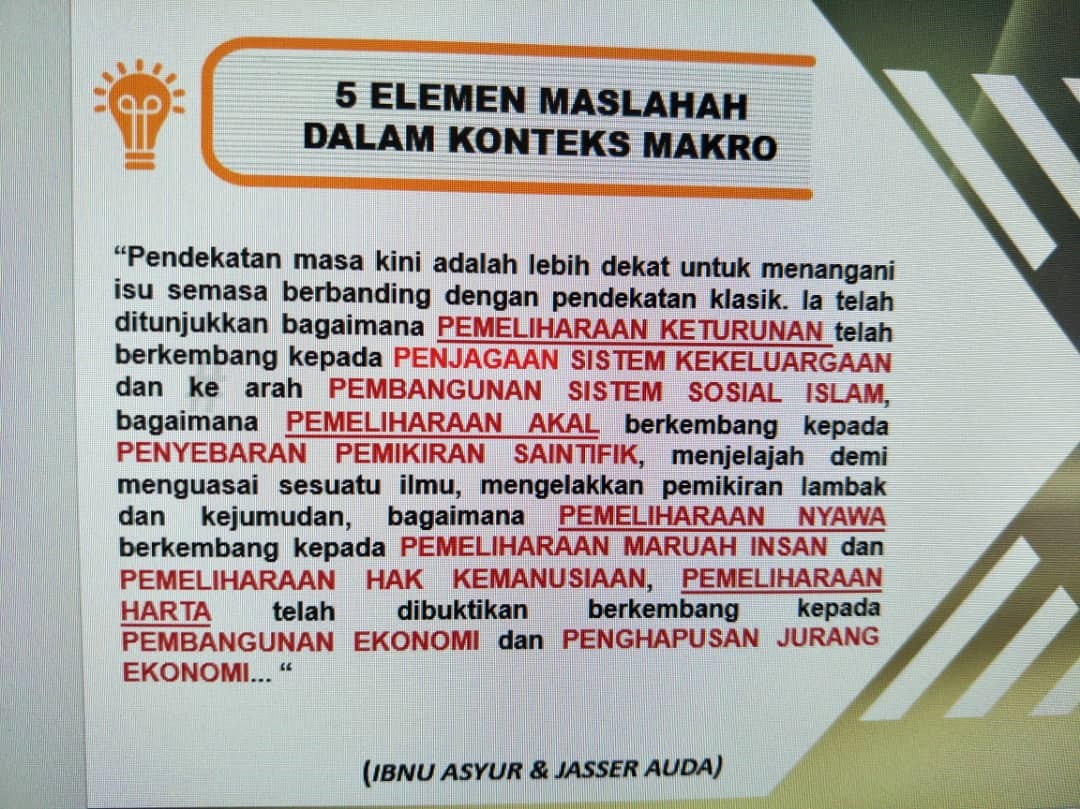 5 ELEMEN MASLAHAH
DALAM KONTEKS MAKRO
“Pendekatan masa kini adalah lebih dekat untuk menangani
isu semasa berbanding dengan pendekatan klasik. Ia telah
ditunjukkan bagaimana PEMELIHARAAN KETURUNAN telah
berkembang kepada PENJAGAAN SISTEM KEKELUARGAAN
dan ke arah PEMBANGUNAN SISTEM SOSIAL ISLAM,
bagaimana PEMELIHARAAN AKAL berkembang kepada
PENYEBARAN PEMIKIRAN SAINTIFIK, menjelajah demi
menguasai sesuatu ilmu, mengelakkan pemikiran lambak
dan kejumudan, bagaimana PEMELIHARAAN NYAWA
berkembang kepada PEMELIHARAAN MARUAH INSAN dan
PEMELIHARAAN HAK KEMANUSIAAN, PEMELIHARAAN
HARTA telah dibuktikan berkembang kepada
PEMBANGUNAN EKONOMI dan PENGHAPUSAN JURANG
EKONOMI... “
(IBNU ASYUR & JASSER AUDA)